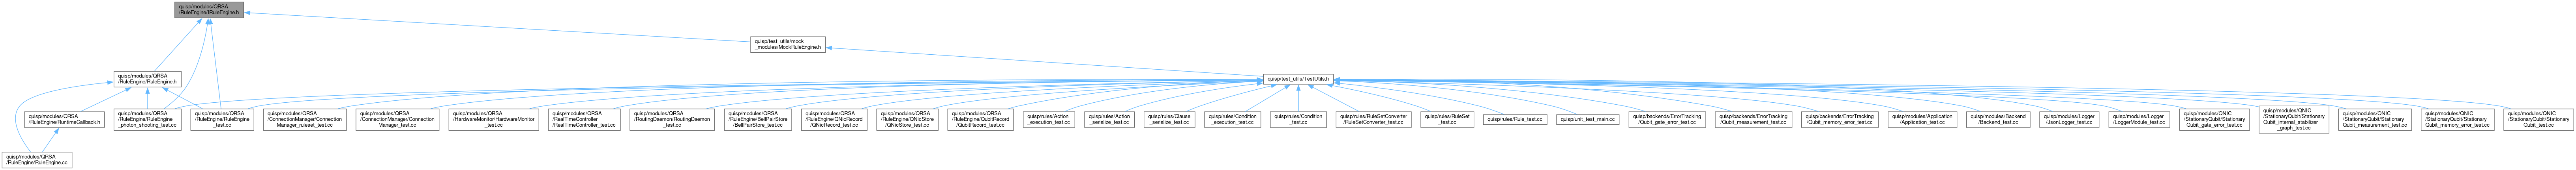 quisp/modules/QRSA
/RuleEngine/IRuleEngine.h
quisp/test_utils/mock
_modules/MockRuleEngine.h
quisp/modules/QRSA
/RuleEngine/RuleEngine.h
quisp/test_utils/TestUtils.h
quisp/modules/QRSA
/RuleEngine/RuntimeCallback.h
quisp/modules/QRSA
/RuleEngine/RuleEngine
_photon_shooting_test.cc
quisp/modules/QRSA
/RuleEngine/RuleEngine
_test.cc
quisp/modules/QRSA
/ConnectionManager/Connection
Manager_ruleset_test.cc
quisp/modules/QRSA
/ConnectionManager/Connection
Manager_test.cc
quisp/modules/QRSA
/HardwareMonitor/HardwareMonitor
_test.cc
quisp/modules/QRSA
/RealTimeController
/RealTimeController_test.cc
quisp/modules/QRSA
/RoutingDaemon/RoutingDaemon
_test.cc
quisp/modules/QRSA
/RuleEngine/BellPairStore
/BellPairStore_test.cc
quisp/modules/QRSA
/RuleEngine/QNicRecord
/QNicRecord_test.cc
quisp/modules/QRSA
/RuleEngine/QNicStore
/QNicStore_test.cc
quisp/modules/QRSA
/RuleEngine/QubitRecord
/QubitRecord_test.cc
quisp/rules/Action
_execution_test.cc
quisp/rules/Action
_serialize_test.cc
quisp/rules/Clause
_serialize_test.cc
quisp/rules/Condition
_execution_test.cc
quisp/rules/Condition
_test.cc
quisp/rules/RuleSetConverter
/RuleSetConverter_test.cc
quisp/rules/RuleSet
_test.cc
quisp/rules/Rule_test.cc
quisp/unit_test_main.cc
quisp/backends/ErrorTracking
/Qubit_gate_error_test.cc
quisp/backends/ErrorTracking
/Qubit_measurement_test.cc
quisp/backends/ErrorTracking
/Qubit_memory_error_test.cc
quisp/modules/Application
/Application_test.cc
quisp/modules/Backend
/Backend_test.cc
quisp/modules/Logger
/JsonLogger_test.cc
quisp/modules/Logger
/LoggerModule_test.cc
quisp/modules/QNIC
/StationaryQubit/Stationary
Qubit_gate_error_test.cc
quisp/modules/QNIC
/StationaryQubit/Stationary
Qubit_internal_stabilizer
_graph_test.cc
quisp/modules/QNIC
/StationaryQubit/Stationary
Qubit_measurement_test.cc
quisp/modules/QNIC
/StationaryQubit/Stationary
Qubit_memory_error_test.cc
quisp/modules/QNIC
/StationaryQubit/Stationary
Qubit_test.cc
quisp/modules/QRSA
/RuleEngine/RuleEngine.cc